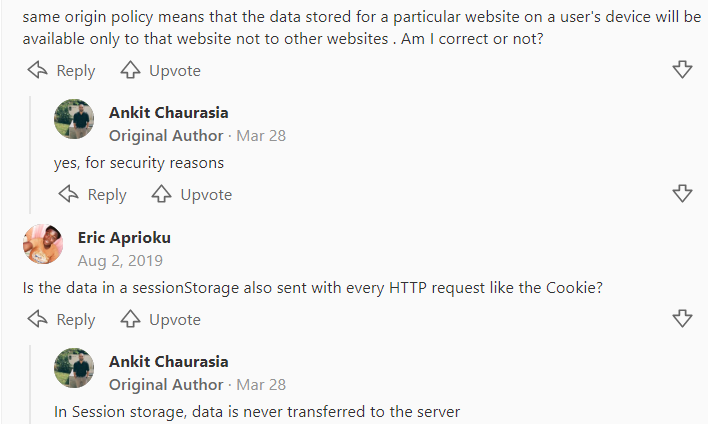 same origin policy means that the data stored for a particular website on a user's device will be
available only to that website not to other websites . Am I correct or not?
Reply Upvote
Ankit Chaurasia
Original Author · Mar 28
yes, for security reasons
Reply Upvote
Eric Aprioku
Aug 2, 2019
Is the data in a sessionStorage also sent with every HTTP request like the Cookie?
Reply Upvote
Ankit Chaurasia
Original Author · Mar 28
In Session storage, data is never transferred to the server